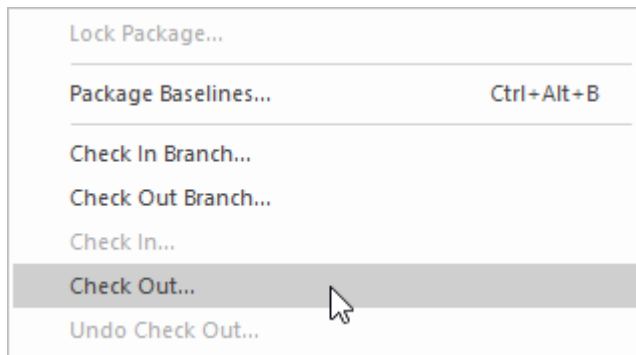 Lock Package...
Package Baselines... Ctrl+Alt+B
Check In Branch...
Check Out Branch...
Check In...
Check Out...
Undo Check Out...